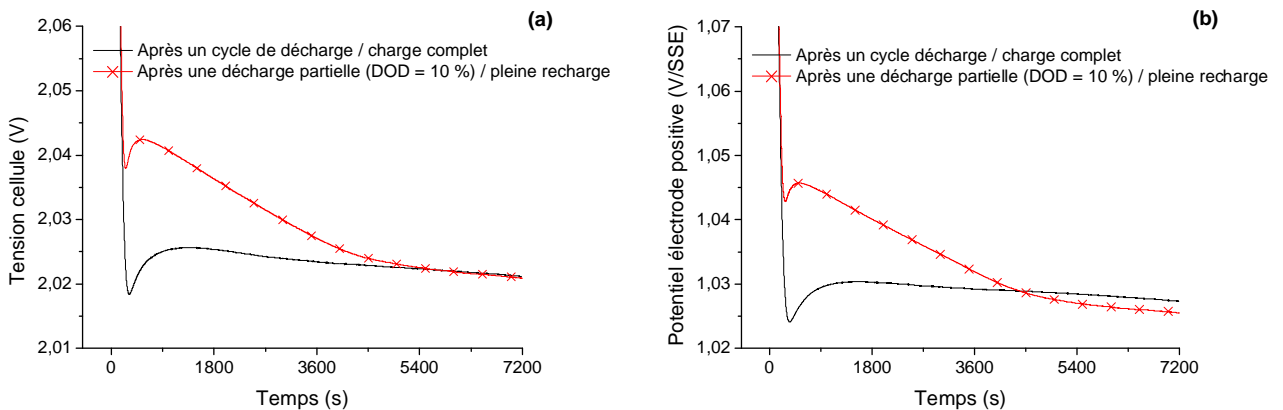 (a)
2,06
2,05
2,04
2,03
2,02
2,01
Tension cellule (V)
Après un cycle de décharge / charge complet
Après une décharge partielle (DOD = 10 %) / pleine recharge
0
1800
3600
5400
7200
Temps (s)
(b)
1,07
1,06
1,05
1,04
1,03
1,02
Potentiel électrode positive (V/SSE)
Après un cycle décharge / charge complet
Après une décharge partielle (DOD = 10 %) / pleine recharge
0
1800
3600
5400
7200
Temps (s)